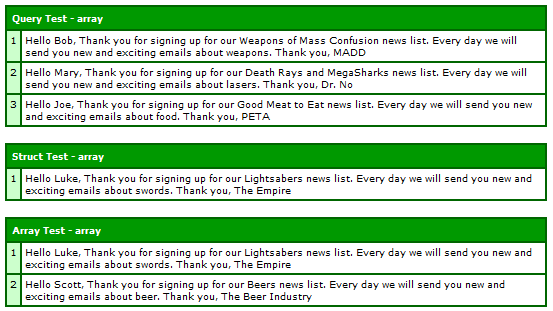 Query Test - array
1 Hello Bob, Thank you for signing up for our Weapons of Mass Confusion news list. Every day we will
send you new and exciting emails about weapons. Thank you, MADD
2 Hello Mary, Thank you for signing up for our Death Rays and MegaSharks news list. Every day we will
send you new and exciting emails about lasers. Thank you, Dr. No
3 Hello Joe, Thank you for signing up for our Good Meat to Eat news list. Every day we will send you new
and exciting emails about food. Thank you, PETA
Struct Test - array
1 Hello Luke, Thank you for signing up for our Lightsabers news list. Every day we will send you new and
exciting emails about swords. Thank you, The Empire
Array Test - array
1 Hello Luke, Thank you for signing up for our Lightsabers news list. Every day we will send you new and
exciting emails about swords. Thank you, The Empire
2 Hello Scott, Thank you for signing up for our Beers news list. Every day we will send you new and
exciting emails about beer. Thank you, The Beer Industry